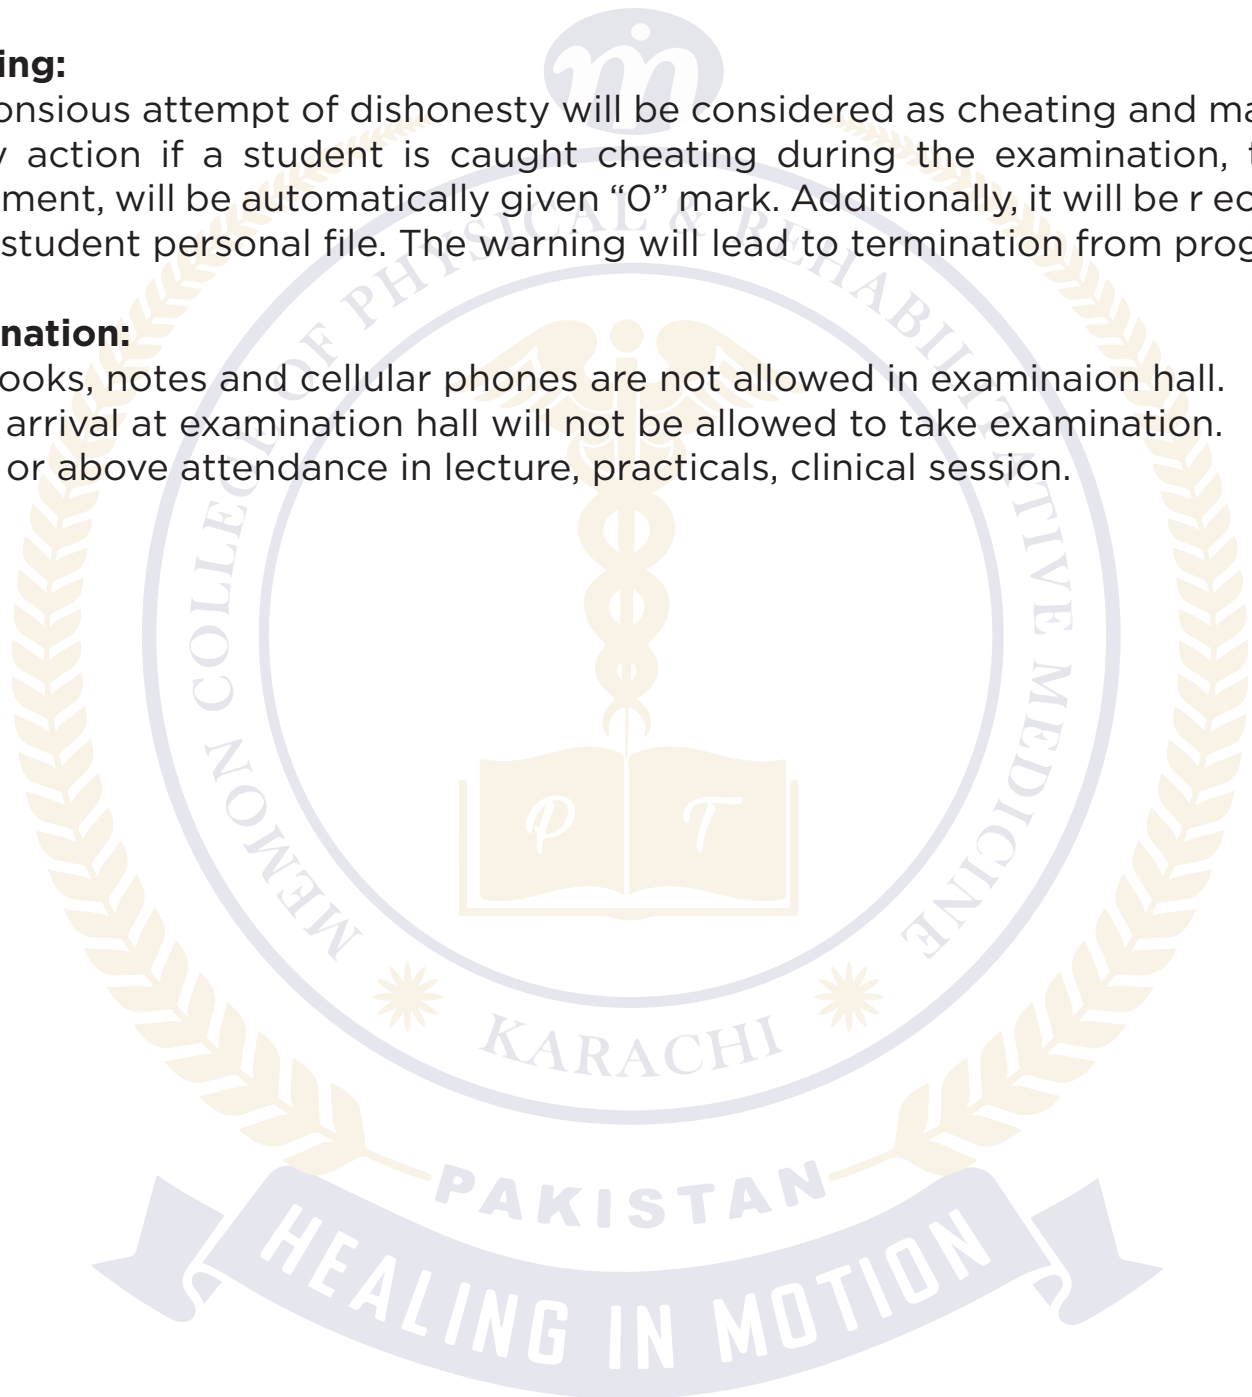 ing:
onsious attempt of dishonesty will be considered as cheating and ma
y action if a student is caught cheating during the examination, t
ment, will be automatically given “0” mark. Additionally, it will be r ec
student personal file. The warning will lead to termination from prog
nation:
ooks, notes and cellular phones are not allowed in examinaion hall.
arrival at examination hall will not be allowed to take examination.
or above attendance in lecture, practicals, clinical session.
m
MEMON COLLEGE OF PHYSICAL & REHABILITATIVE MEDICINE
P T
KARACHI
PAKISTAN
HEALING IN MOTION